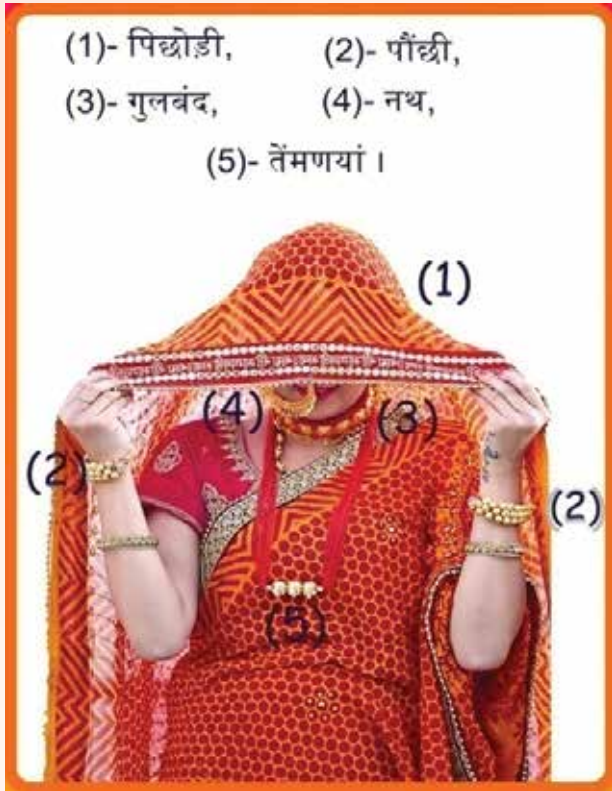 (1)- पिछोड़ी, (2)- पौंछी,
(3)- गुलबंद, (4)- नथ,
(5)- तेंमणयां ।
(1)
(4) (3)
(2)
(2)
(5)